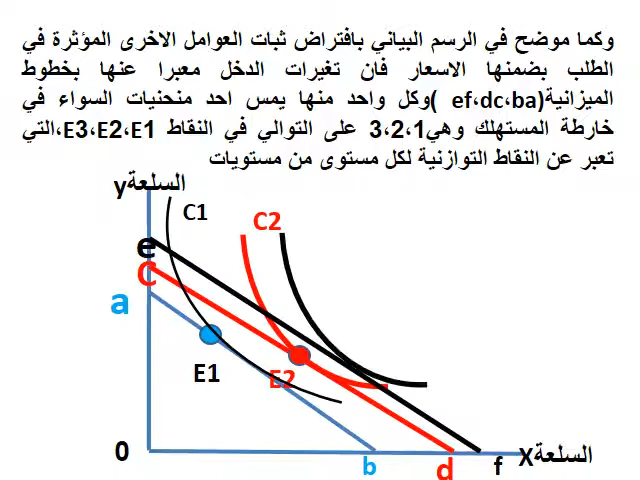 وكما موضح في الرسم البياني بافتراض ثبات العوامل الاخرى المؤثرة في
الطلب بضمنها الاسعار فان تغيرات الدخل معبرا عنها بخطوط
الميزانية(ef،dc،ba )وكل واحد منها يمس احد منحنيات السواء في
خارطة المستهلك وهي3،2،1 على التوالي في النقاط E3،E2،E1،التي
تعبر عن النقاط التوازنية لكل مستوى من مستويات
السلعةy
C1
C2
e
C
a
E1
E2
0
b
d
f
السلعةX